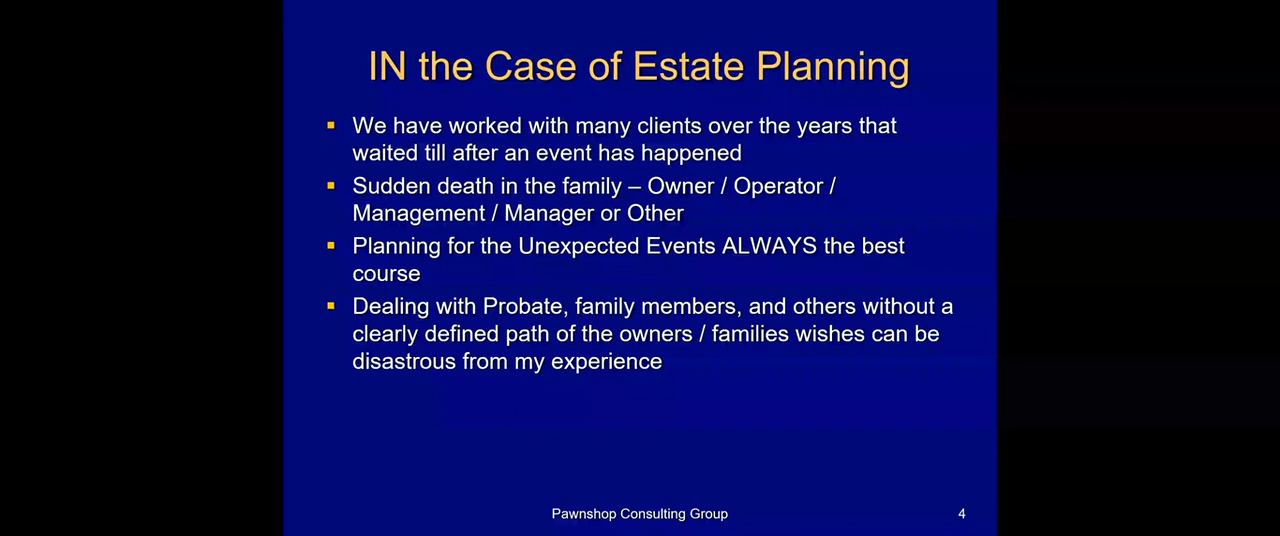 IN the Case of Estate Planning
We have worked with many clients over the years that
waited till after an event has happened
Sudden death in the family – Owner / Operator /
Management / Manager or Other
Planning for the Unexpected Events ALWAYS the best
course
Dealing with Probate, family members, and others without a
clearly defined path of the owners / families wishes can be
disastrous from my experience
Pawnshop Consulting Group
4